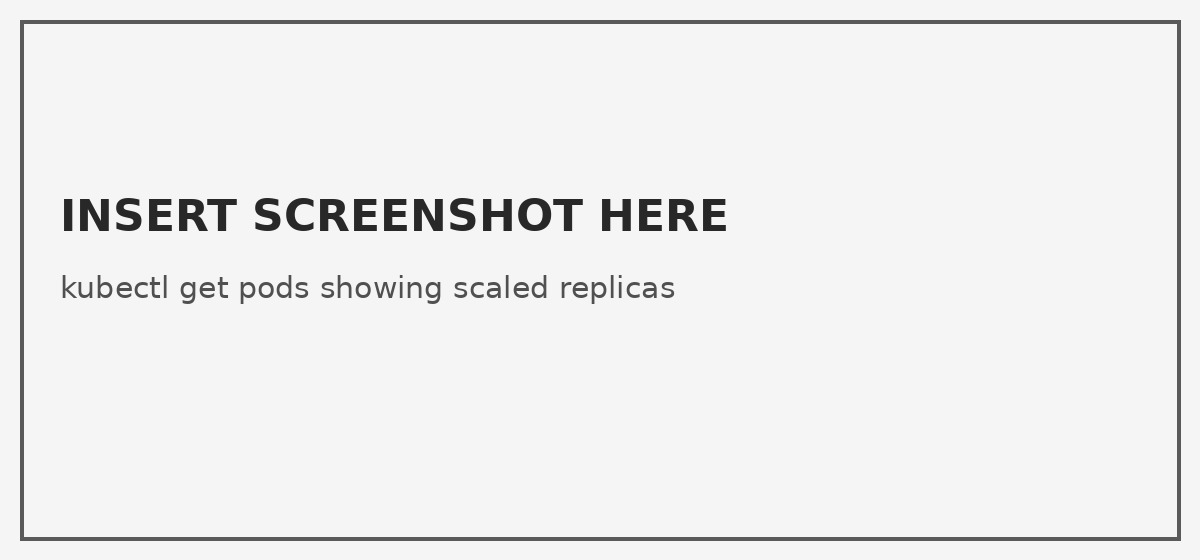 INSERT SCREENSHOT HERE
kubectl get pods showing scaled replicas